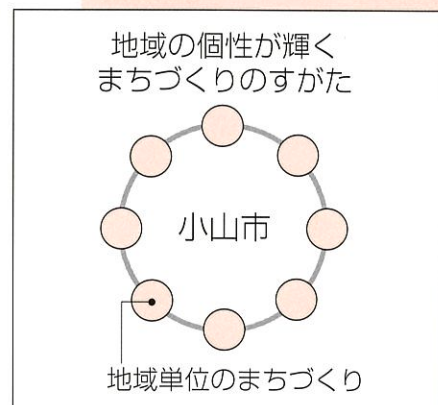 地域の個性が輝く
まちづくりのすがた
小山市
地域単位のまちづくり